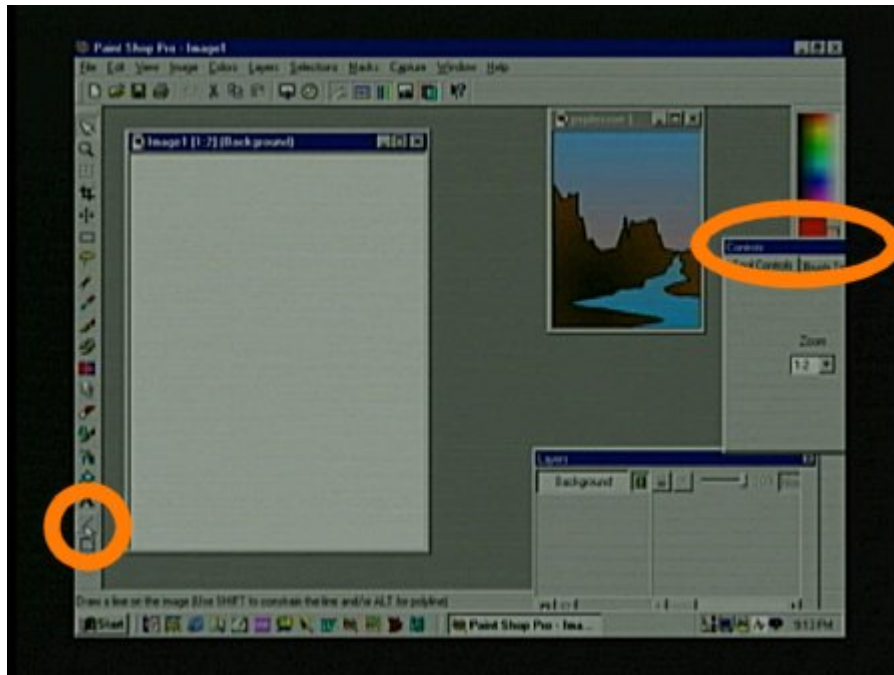 Paint Shop Pro - Image1
File Edit View Image Colors Layers Selections Masks Capture Window Help
Image1 [1:2] (Background)
Controls
Tool Controls
Zoom
1:2
Layers
Background
Draw a line on the image (Use SHIFT to constrain the line and/or ALT for polyline)
Start
Paint Shop Pro - Ima...
9:13 PM